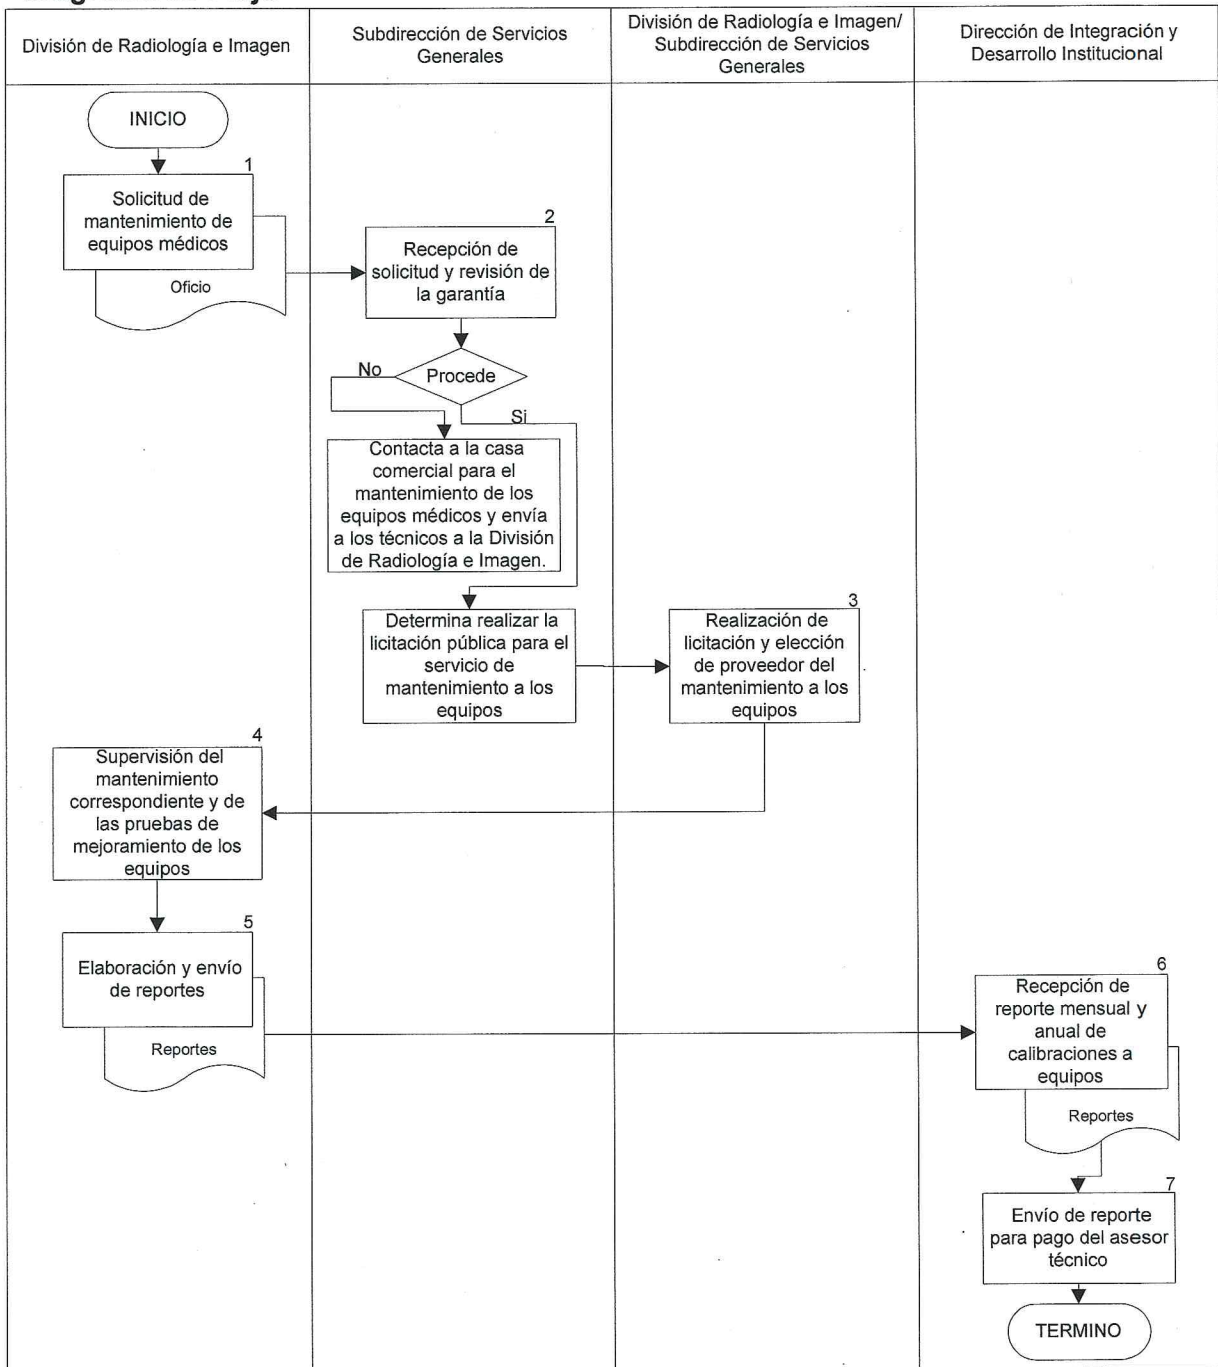 División de Radiología e Imagen
Subdirección de Servicios
Generales
División de Radiología e Imagen/
Subdirección de Servicios
Generales
Dirección de Integración y
Desarrollo Institucional
INICIO
1
Solicitud de
mantenimiento de
equipos médicos
Oficio
2
Recepción de
solicitud y revisión de
la garantía
No
Procede
Si
Contacta a la casa
comercial para el
mantenimiento de los
equipos médicos y envía
a los técnicos a la División
de Radiología e Imagen.
Determina realizar la
licitación pública para el
servicio de
mantenimiento a los
equipos
3
Realización de
licitación y elección
de proveedor del
mantenimiento a los
equipos
4
Supervisión del
mantenimiento
correspondiente y de
las pruebas de
mejoramiento de los
equipos
5
Elaboración y envío
de reportes
Reportes
6
Recepción de
reporte mensual y
anual de
calibraciones a
equipos
Reportes
7
Envío de reporte
para pago del asesor
técnico
TERMINO